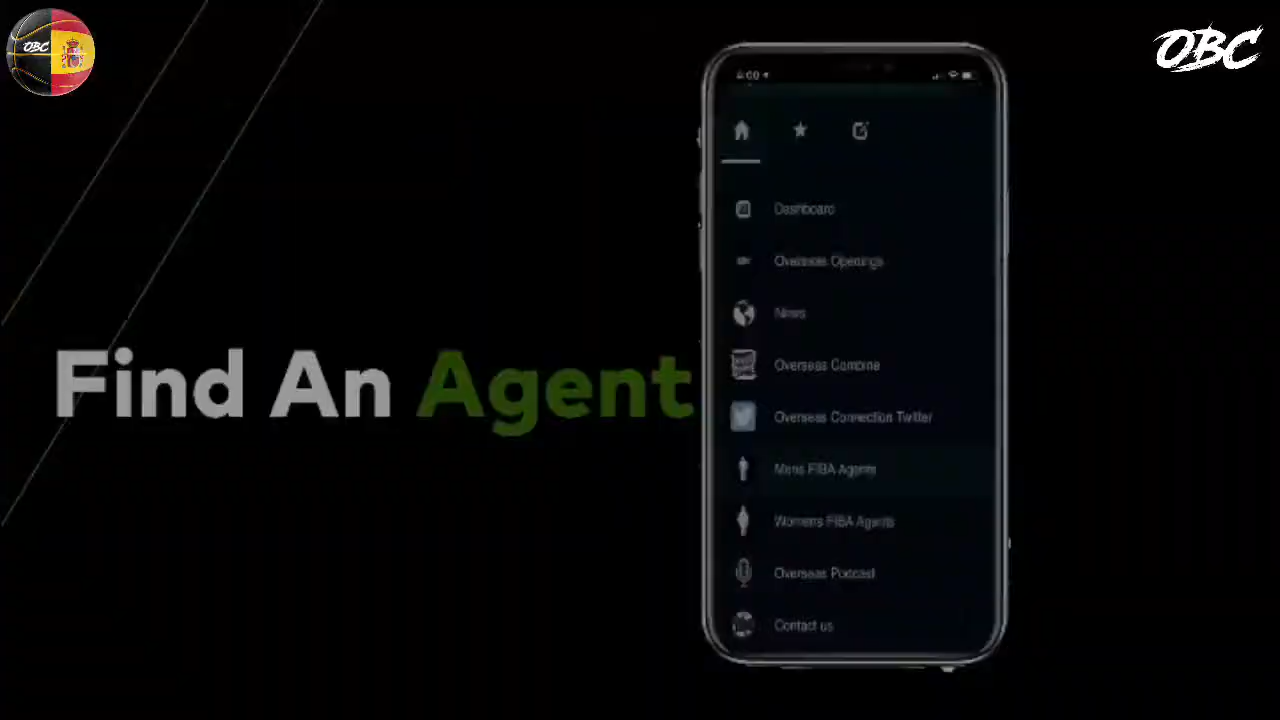 OBC
OBC
Find An Agent
Dashboard
Overseas Openings
News
Overseas Combine
Overseas Connection Twitter
Mens FIBA Agents
Womens FIBA Agents
Overseas Podcast
Contact us